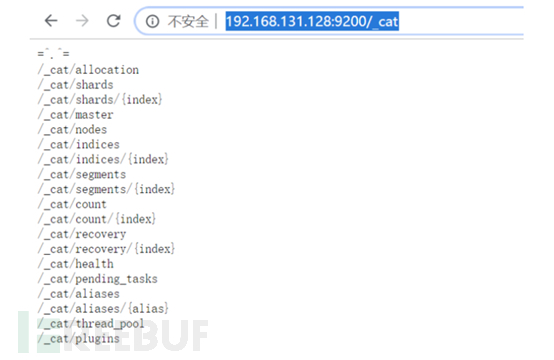 不安全 192.168.131.128:9200/_cat
=^.^=
/_cat/allocation
/_cat/shards
/_cat/shards/{index}
/_cat/master
/_cat/nodes
/_cat/indices
/_cat/indices/{index}
/_cat/segments
/_cat/segments/{index}
/_cat/count
/_cat/count/{index}
/_cat/recovery
/_cat/recovery/{index}
/_cat/health
/_cat/pending_tasks
/_cat/aliases
/_cat/aliases/{alias}
/_cat/thread_pool
/_cat/plugins
FREEBUF